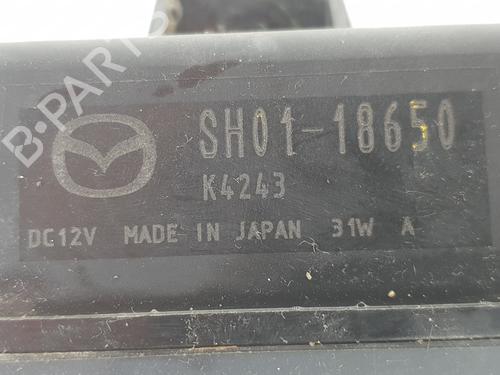 B-PARTS
SH01-18650
K4243
DC12V MADE IN JAPAN 31W A